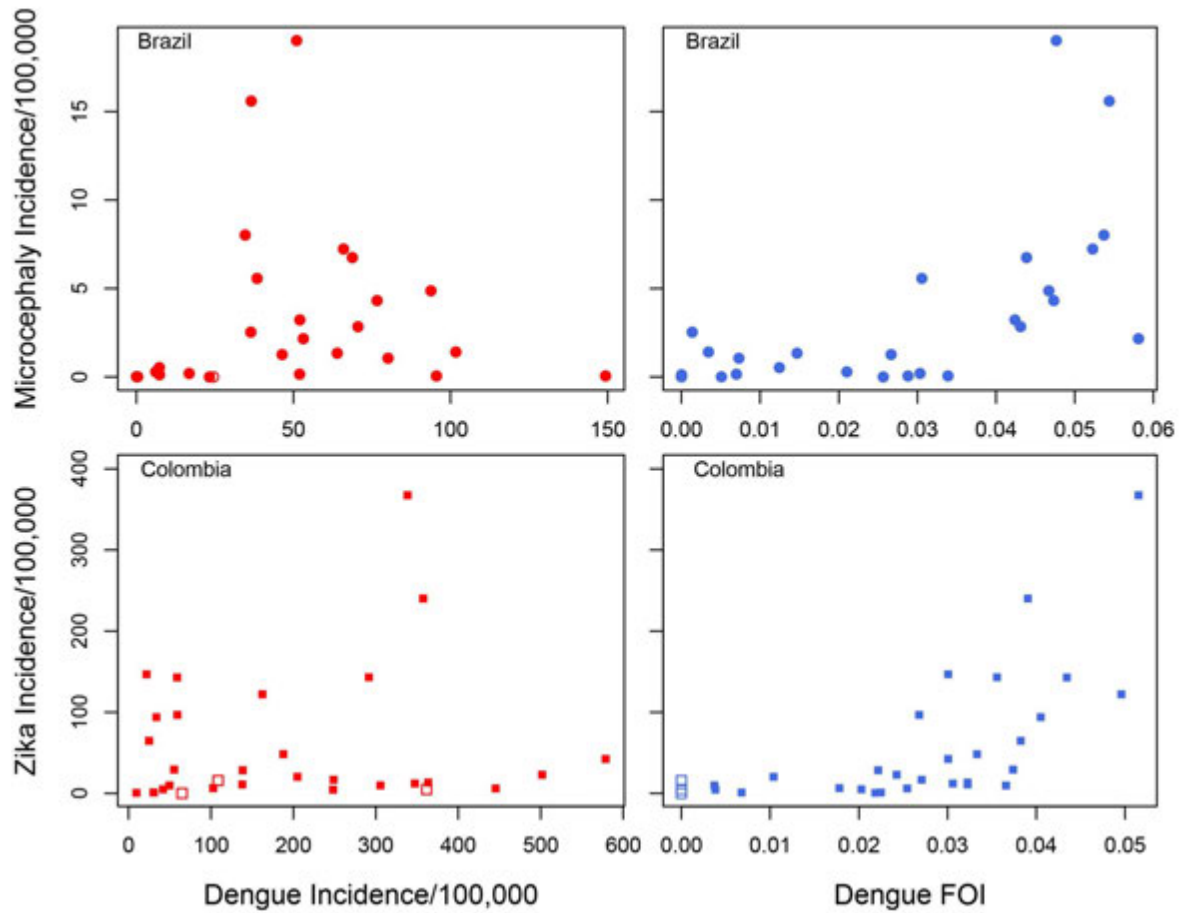 Microcephaly Incidence/100,000
Brazil
0 5 10 15
0 50 100 150
Brazil
0.00 0.01 0.02 0.03 0.04 0.05 0.06
Zika Incidence/100,000
Colombia
0 100 200 300 400
0 100 200 300 400 500 600
Colombia
0.00 0.01 0.02 0.03 0.04 0.05
Dengue Incidence/100,000
Dengue FOI